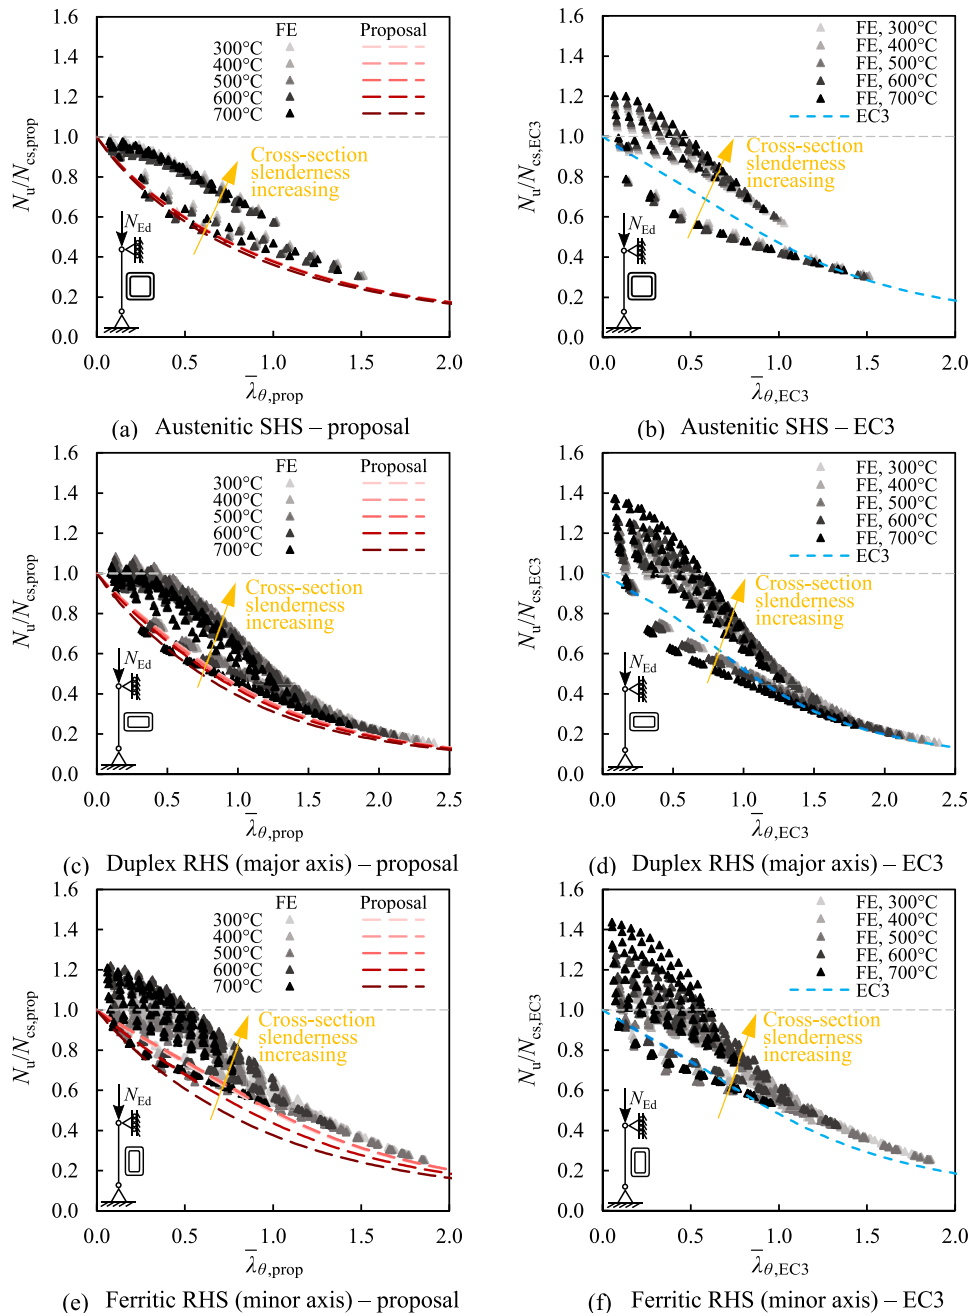 1.6
1.4
1.2
1.0
0.8
0.6
0.4
0.2
0.0
Nu/Ncs,prop
FE Proposal
300°C
400°C
500°C
600°C
700°C
Cross-section
slenderness
increasing
NEd
0.0 0.5 1.0 1.5 2.0
λ̅θ,prop
(a) Austenitic SHS – proposal
1.6
1.4
1.2
1.0
0.8
0.6
0.4
0.2
0.0
Nu/Ncs,EC3
FE, 300°C
FE, 400°C
FE, 500°C
FE, 600°C
FE, 700°C
EC3
Cross-section
slenderness
increasing
NEd
0.0 0.5 1.0 1.5 2.0
λ̅θ,EC3
(b) Austenitic SHS – EC3
1.6
1.4
1.2
1.0
0.8
0.6
0.4
0.2
0.0
Nu/Ncs,prop
FE Proposal
300°C
400°C
500°C
600°C
700°C
Cross-section
slenderness
increasing
NEd
0.0 0.5 1.0 1.5 2.0 2.5
λ̅θ,prop
(c) Duplex RHS (major axis) – proposal
1.6
1.4
1.2
1.0
0.8
0.6
0.4
0.2
0.0
Nu/Ncs,EC3
FE, 300°C
FE, 400°C
FE, 500°C
FE, 600°C
FE, 700°C
EC3
Cross-section
slenderness
increasing
NEd
0.0 0.5 1.0 1.5 2.0 2.5
λ̅θ,EC3
(d) Duplex RHS (major axis) – EC3
1.6
1.4
1.2
1.0
0.8
0.6
0.4
0.2
0.0
Nu/Ncs,prop
FE Proposal
300°C
400°C
500°C
600°C
700°C
Cross-section
slenderness
increasing
NEd
0.0 0.5 1.0 1.5 2.0
λ̅θ,prop
(e) Ferritic RHS (minor axis) – proposal
1.6
1.4
1.2
1.0
0.8
0.6
0.4
0.2
0.0
Nu/Ncs,EC3
FE, 300°C
FE, 400°C
FE, 500°C
FE, 600°C
FE, 700°C
EC3
Cross-section
slenderness
increasing
NEd
0.0 0.5 1.0 1.5 2.0
λ̅θ,EC3
(f) Ferritic RHS (minor axis) – EC3